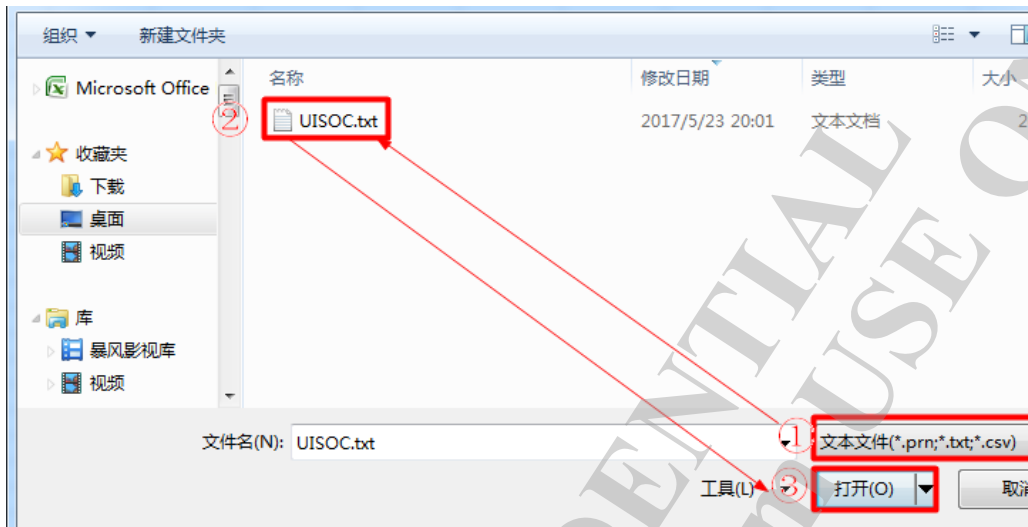 组织 新建文件夹
名称 修改日期 类型 大小
Microsoft Office
② UISOC.txt 2017/5/23 20:01 文本文档 2
收藏夹
下载
桌面
视频
库
暴风影视库
视频
文件名(N): UISOC.txt ① 文本文件(*.prn;*.txt;*.csv)
工具(L) ③ 打开(O) 取消
ENTIAL
USE O